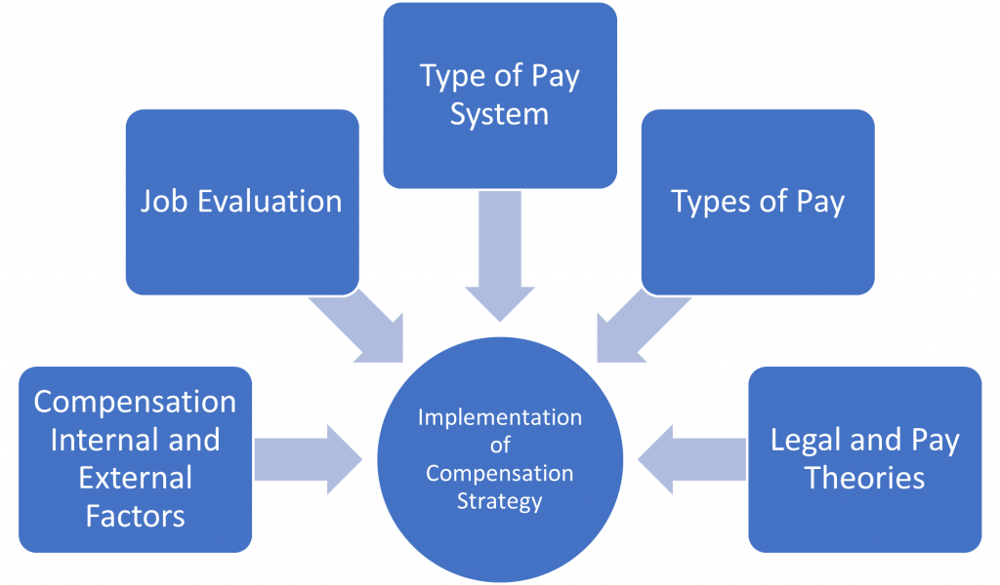 Type of Pay
System
Job Evaluation
Types of Pay
Compensation
Internal and
External
Factors
Implementation
of
Compensation
Strategy
Legal and Pay
Theories